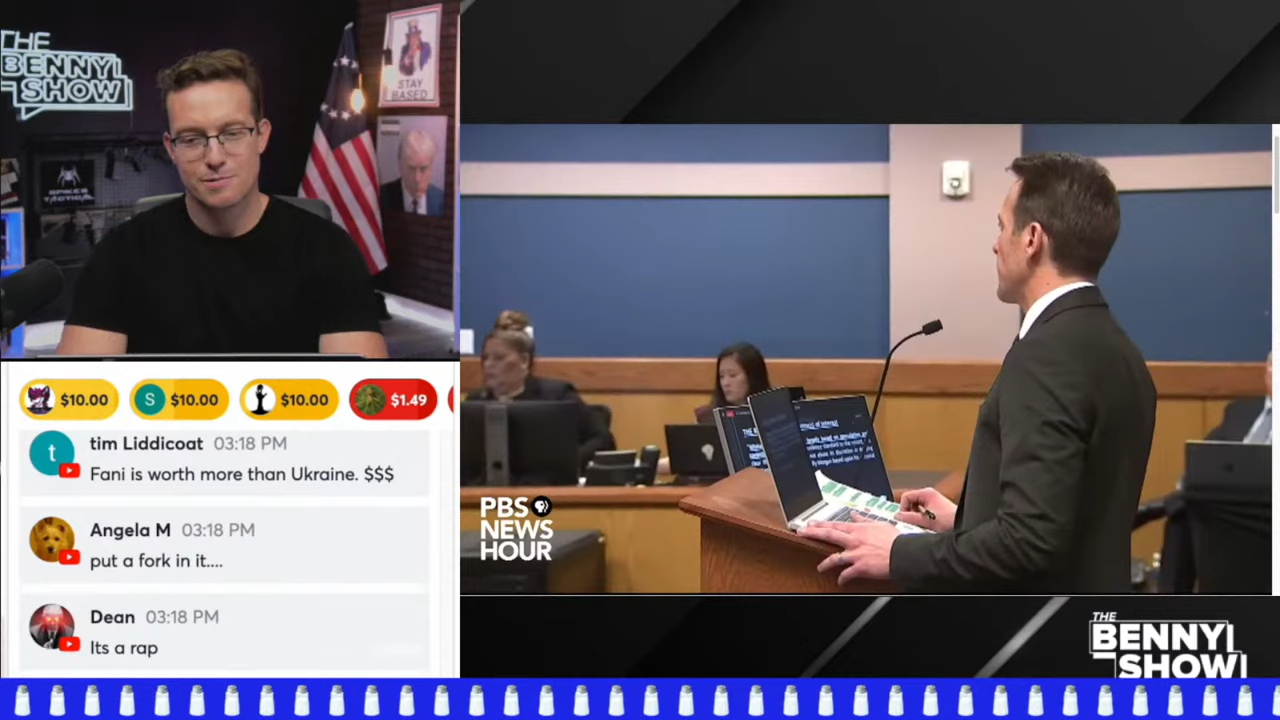 THE
BENNY
SHOW
STAY
BASED
SPIKES
TACTICAL
$10.00
$10.00
$10.00
$1.49
tim Liddicoat 03:18 PM
Fani is worth more than Ukraine. $$$
Angela M 03:18 PM
put a fork in it....
Dean 03:18 PM
Its a rap
S
t
PBS
NEWS
HOUR
THE
BENNY
SHOW